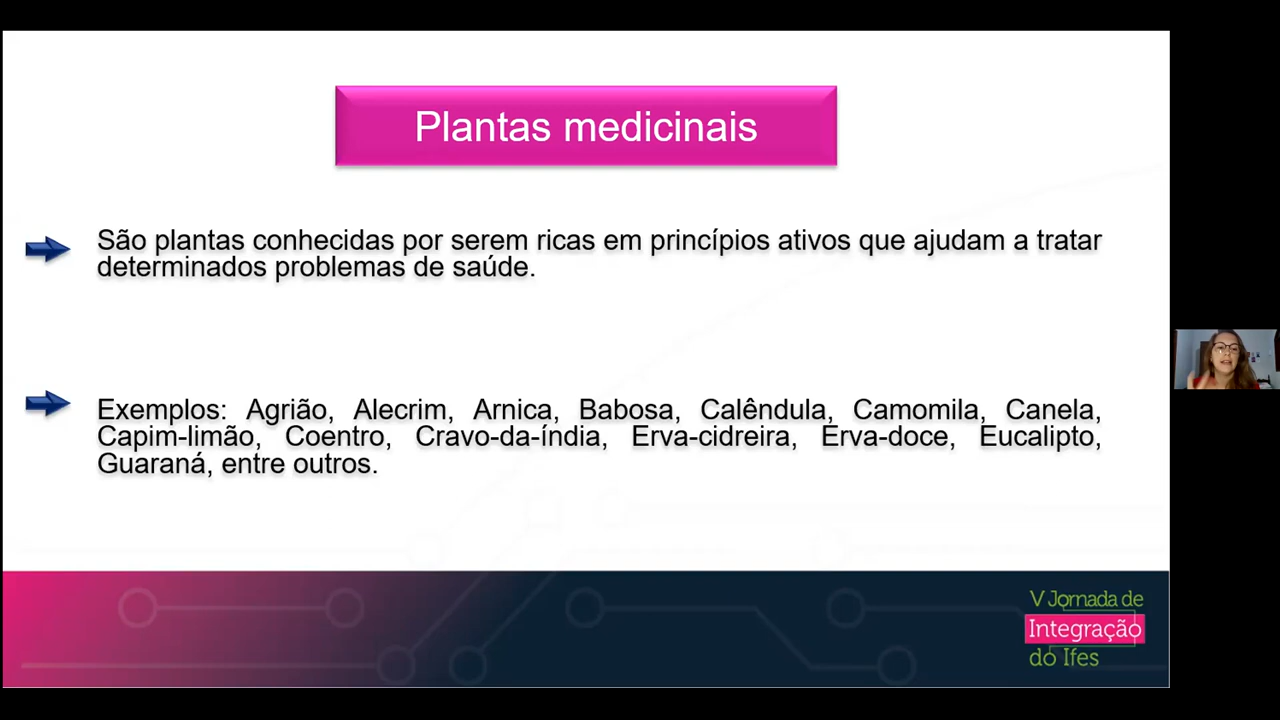 Plantas medicinais
São plantas conhecidas por serem ricas em princípios ativos que ajudam a tratar
determinados problemas de saúde.
Exemplos: Agrião, Alecrim, Arnica, Babosa, Calêndula, Camomila, Canela,
Capim-limão, Coentro, Cravo-da-índia, Erva-cidreira, Erva-doce, Eucalipto,
Guaraná, entre outros.
V Jornada de
Integração
do Ifes